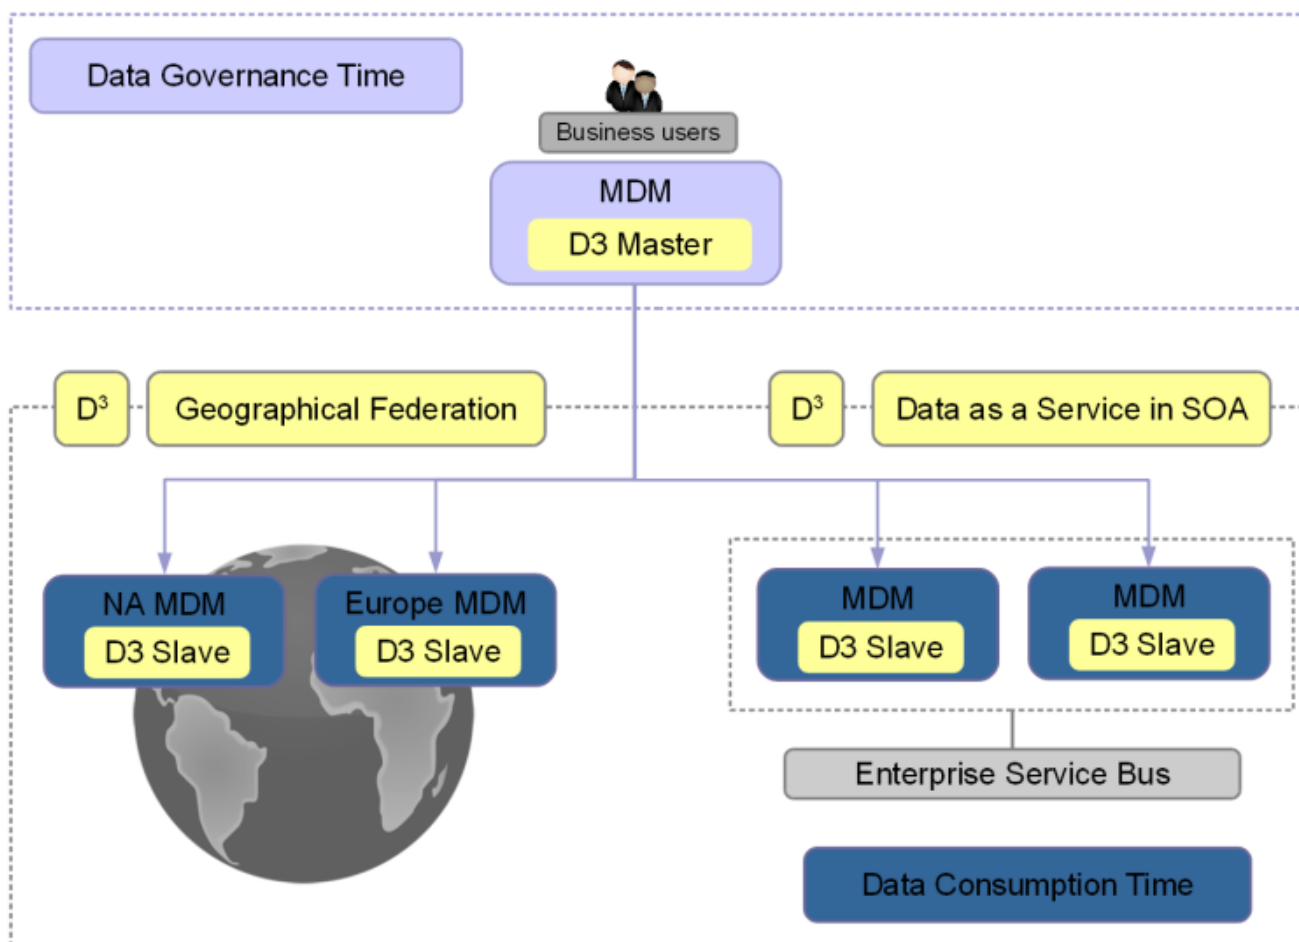 Data Governance Time
Business users
MDM
D3 Master
D³
Geographical Federation
D³
Data as a Service in SOA
NA MDM
D3 Slave
Europe MDM
D3 Slave
MDM
D3 Slave
MDM
D3 Slave
Enterprise Service Bus
Data Consumption Time